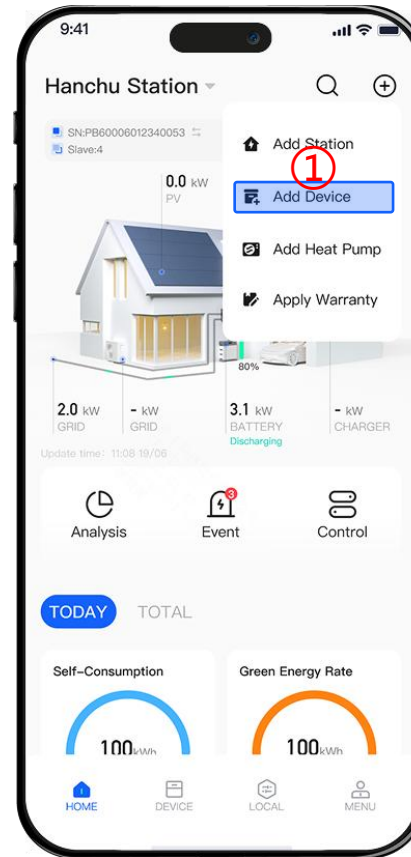 9:41
Hanchu Station
SN:PB60006012340053
Slave:4
Add Station
①
Add Device
Add Heat Pump
Apply Warranty
0.0 kW
PV
80%
2.0 kW
GRID
- kW
GRID
3.1 kW
BATTERY
Discharging
- kW
CHARGER
Update time: 11:08 19/06
Analysis
3
Event
Control
TODAY
TOTAL
Self-Consumption
Green Energy Rate
100kWh
100kWh
HOME
DEVICE
LOCAL
MENU